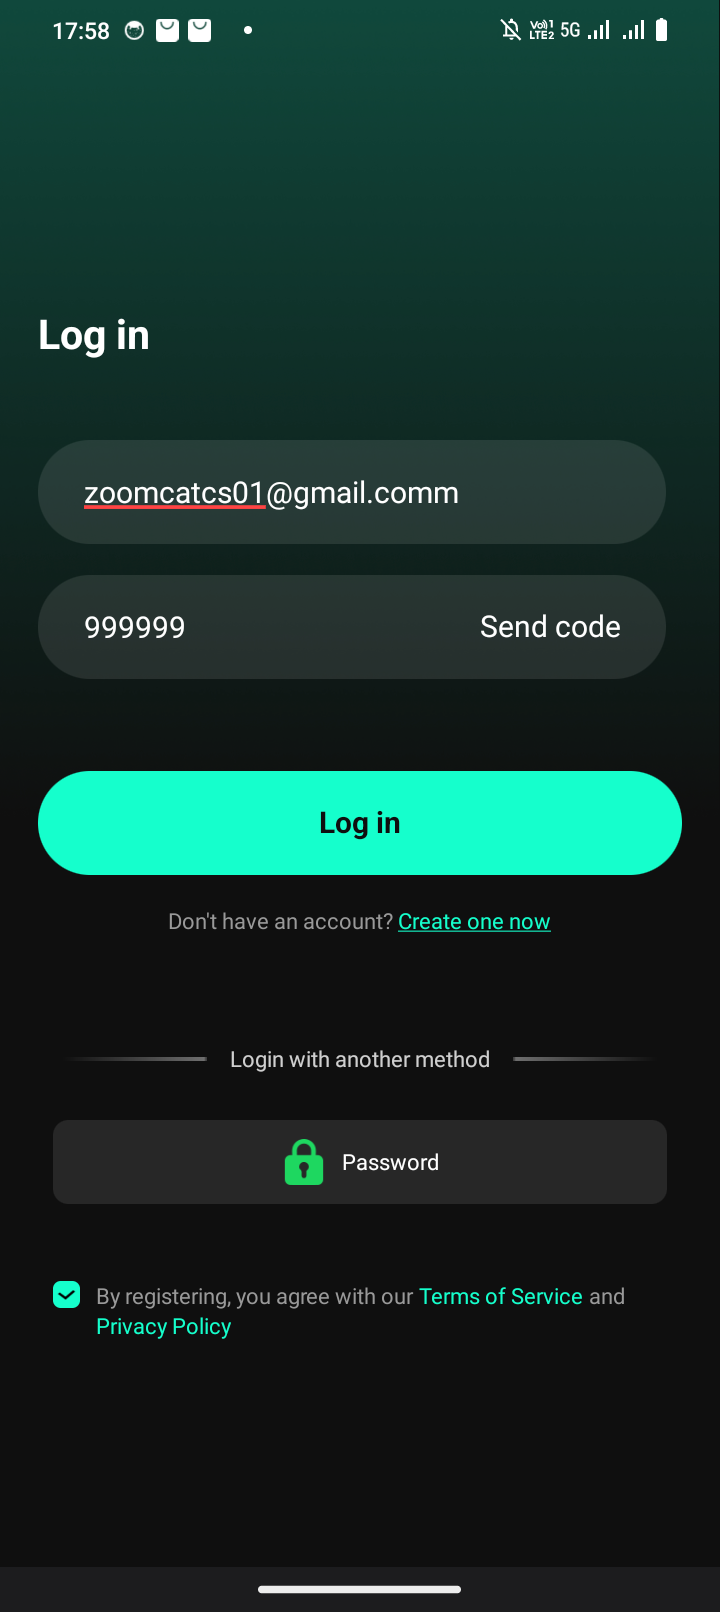 17:58
Vo)) 1
LTE2 5G
Log in
zoomcatcs01@gmail.comm
999999 Send code
Log in
Don't have an account? Create one now
Login with another method
Password
By registering, you agree with our Terms of Service and
Privacy Policy